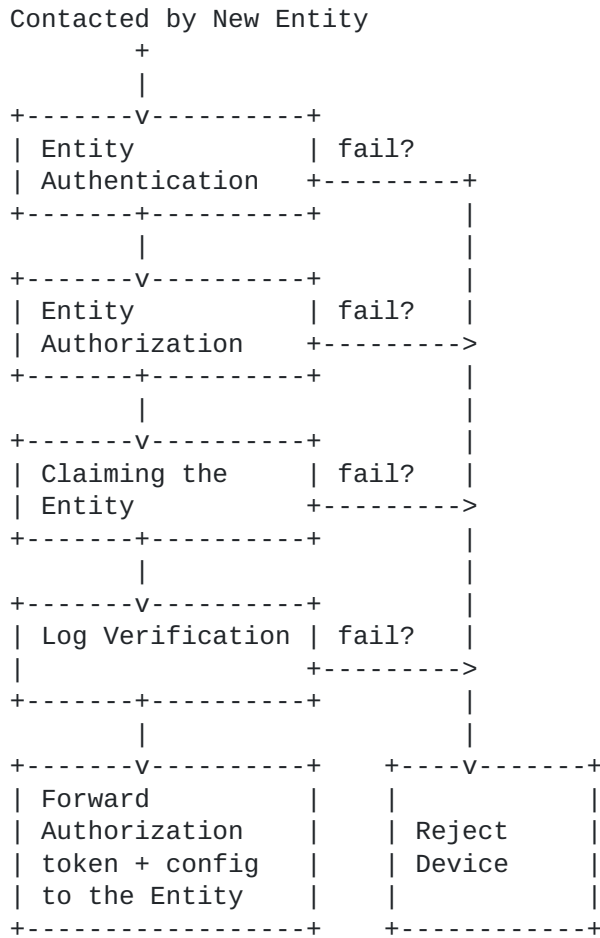 Contacted by New Entity
Entity fail?
Authentication
Entity fail?
Authorization
Claiming the fail?
Entity
Log Verification fail?
Forward
Authorization Reject
token + config Device
to the Entity